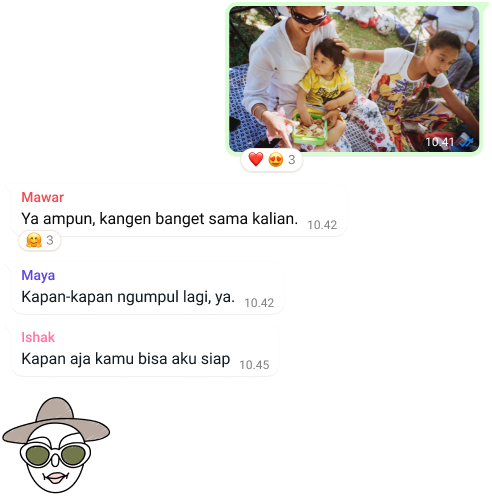 10.41
3
Mawar
Ya ampun, kangen banget sama kalian. 10.42
3
Maya
Kapan-kapan ngumpul lagi, ya. 10.42
Ishak
Kapan aja kamu bisa aku siap 10.45